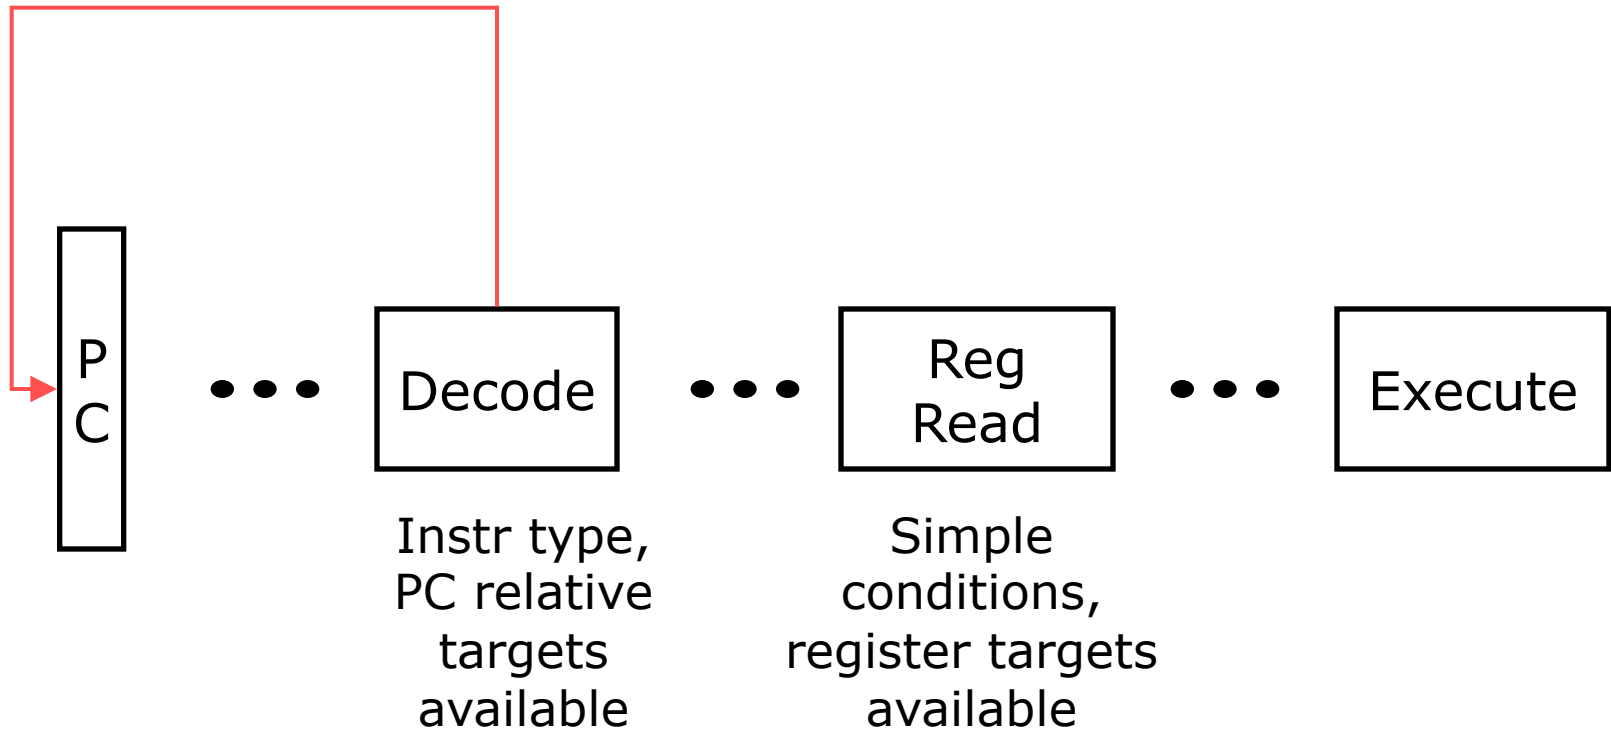 P
C
Decode
Reg
Read
Execute
Instr type,
PC relative
targets
available
Simple
conditions,
register targets
available